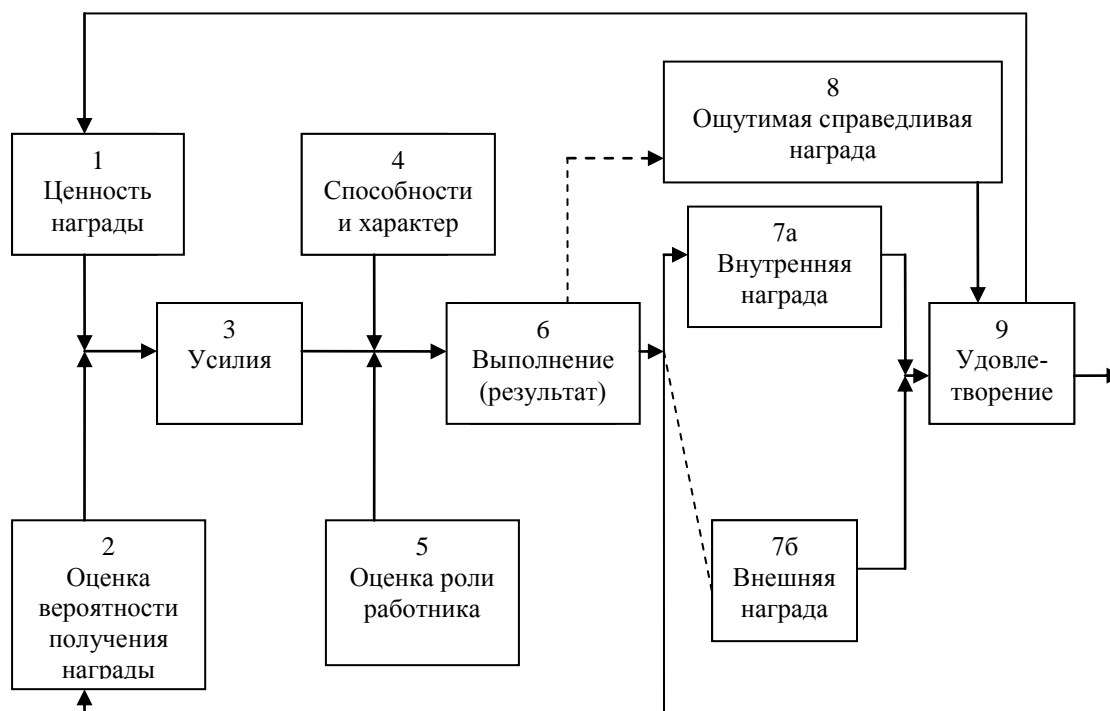 1
Ценность
награды
2
Оценка
вероятности
получения
награды
3
Усилия
4
Способности
и характер
5
Оценка роли
работника
6
Выполнение
(результат)
7а
Внутренняя
награда
7б
Внешняя
награда
8
Ощутимая справедливая
награда
9
Удовле-
творение